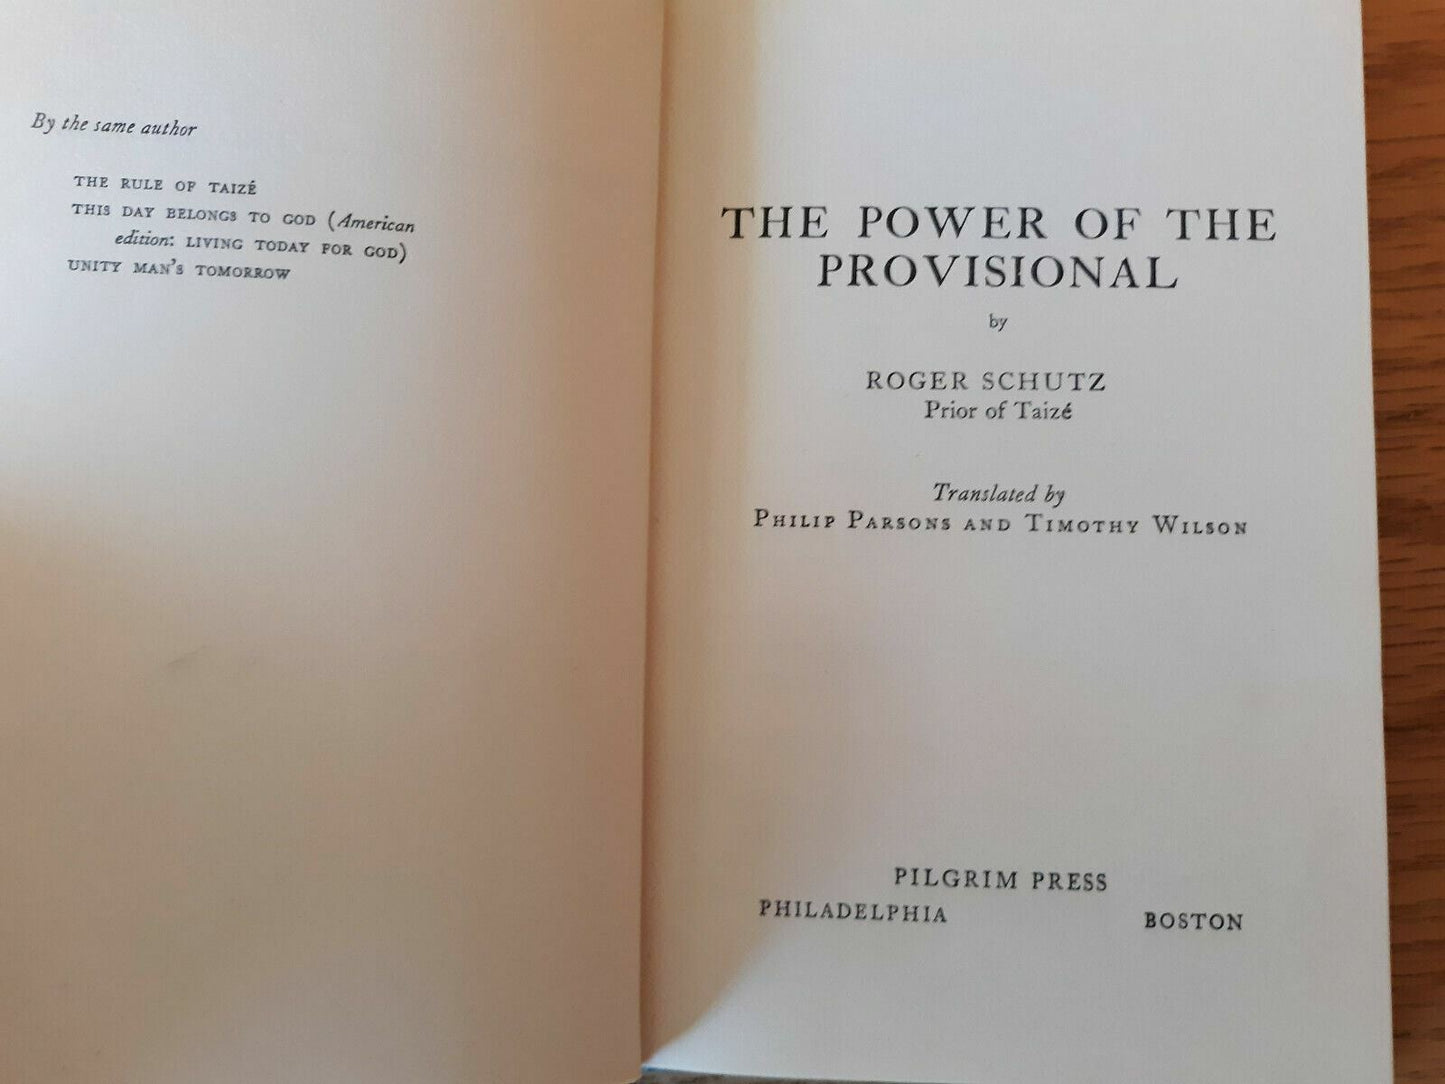 By the same author
THE RULE OF TAIZÉ
THIS DAY BELONGS TO GOD (American
edition: LIVING TODAY FOR GOD)
UNITY MAN'S TOMORROW
THE POWER OF THE
PROVISIONAL
by
ROGER SCHUTZ
Prior of Taizé
Translated by
PHILIP PARSONS AND TIMOTHY WILSON
PILGRIM PRESS
PHILADELPHIA BOSTON